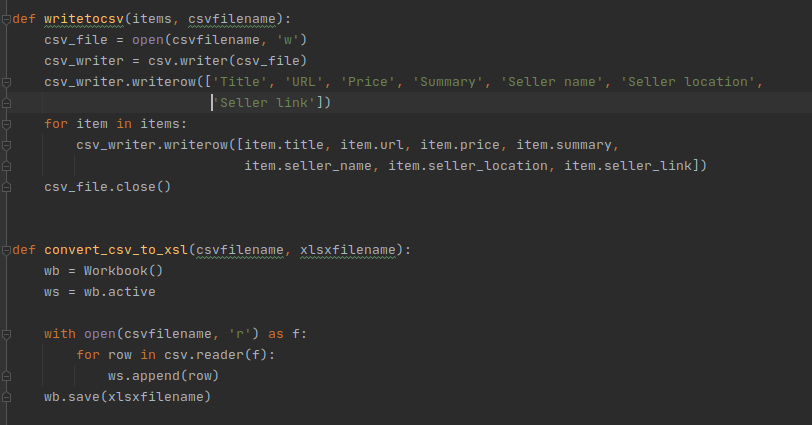 def writetocsv(items, csvfilename):
    csv_file = open(csvfilename, 'w')
    csv_writer = csv.writer(csv_file)
    csv_writer.writerow(['Title', 'URL', 'Price', 'Summary', 'Seller name', 'Seller location',
                         'Seller link'])
    for item in items:
        csv_writer.writerow([item.title, item.url, item.price, item.summary,
                             item.seller_name, item.seller_location, item.seller_link])
    csv_file.close()
def convert_csv_to_xsl(csvfilename, xlsxfilename):
    wb = Workbook()
    ws = wb.active
    with open(csvfilename, 'r') as f:
        for row in csv.reader(f):
            ws.append(row)
    wb.save(xlsxfilename)